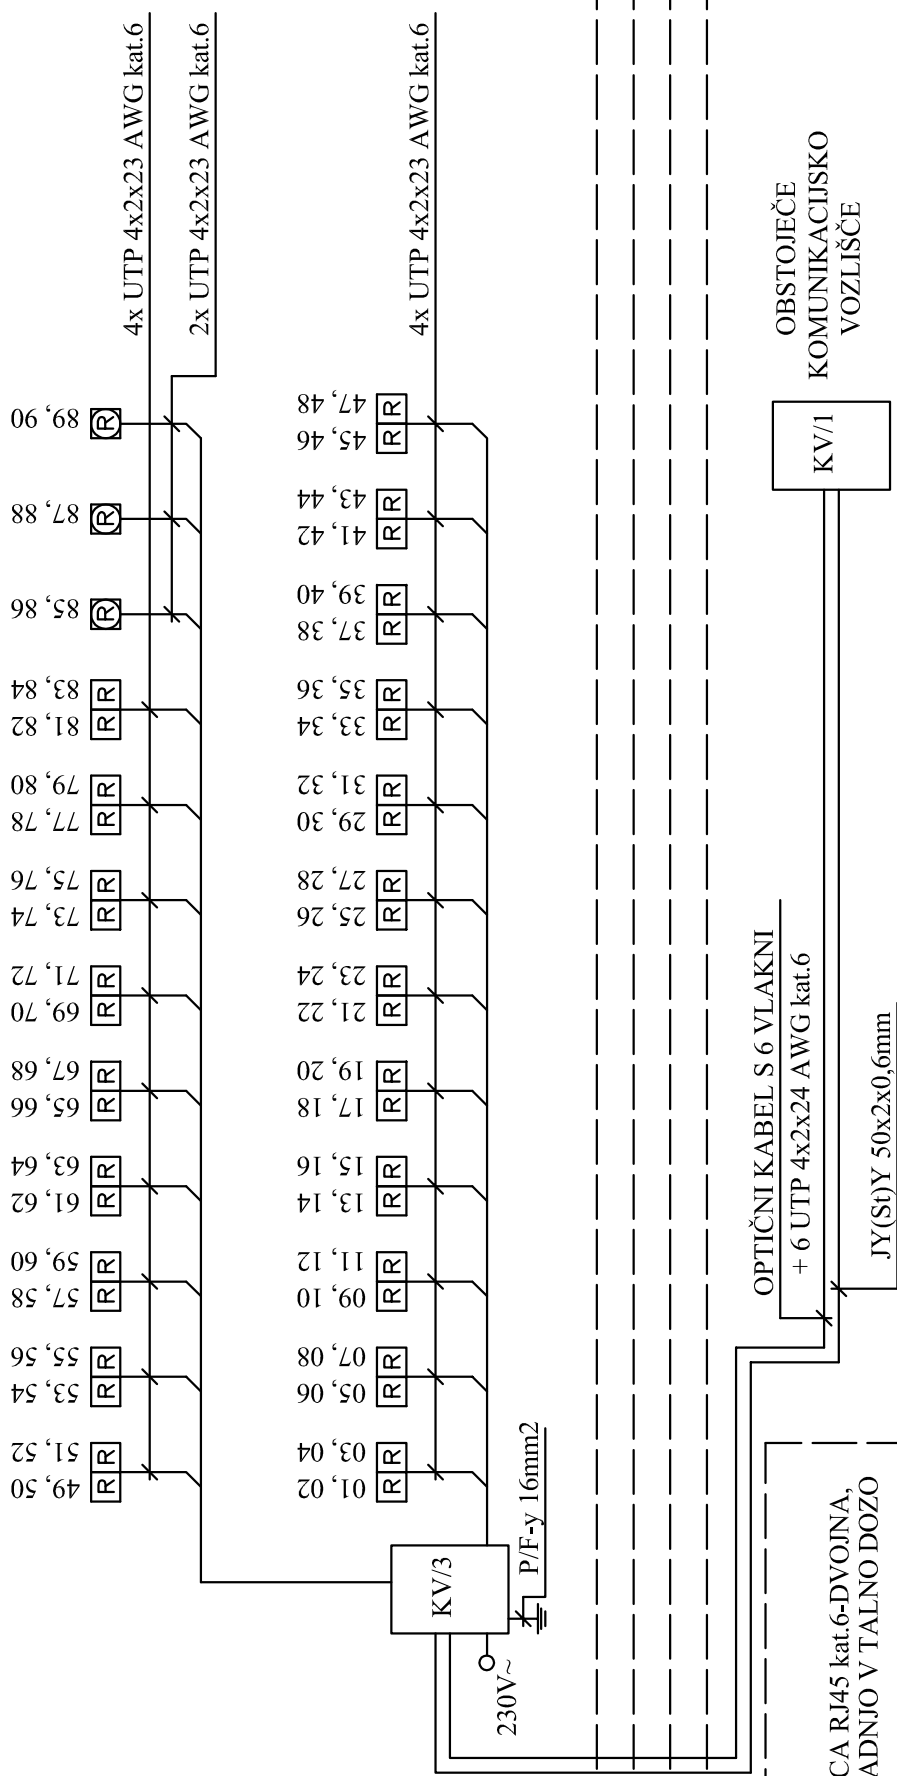 49, 50 51, 52 53, 54 55, 56 57, 58 59, 60 61, 62 63, 64 65, 66 67, 68 69, 70 71, 72 73, 74 75, 76 77, 78 79, 80 81, 82 83, 84 85, 86 87, 88 89, 90
R R R R R R R R R R R R R R R R R R R R R
4x UTP 4x2x23 AWG kat.6
2x UTP 4x2x23 AWG kat.6
01, 02 03, 04 05, 06 07, 08 09, 10 11, 12 13, 14 15, 16 17, 18 19, 20 21, 22 23, 24 25, 26 27, 28 29, 30 31, 32 33, 34 35, 36 37, 38 39, 40 41, 42 43, 44 45, 46 47, 48
R R R R R R R R R R R R R R R R R R R R R R R R
4x UTP 4x2x23 AWG kat.6
KV/3
230V~
P/F-y 16mm2
OPTIČNI KABEL S 6 VLAKNI
+ 6 UTP 4x2x24 AWG kat.6
JY(St)Y 50x2x0,6mm
KV/1
OBSTOJEČE
KOMUNIKACIJSKO
VOZLIŠČE
CA RJ45 kat.6-DVOJNA,
ADNJO V TALNO DOZO